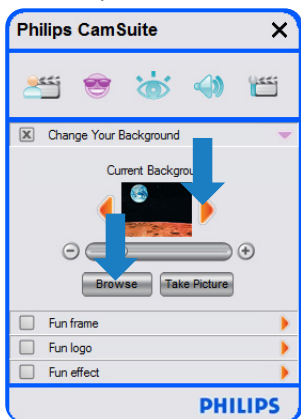 Philips CamSuite
Change Your Background
Current Backgrou
Browse Take Picture
Fun frame
Fun logo
Fun effect
PHILIPS